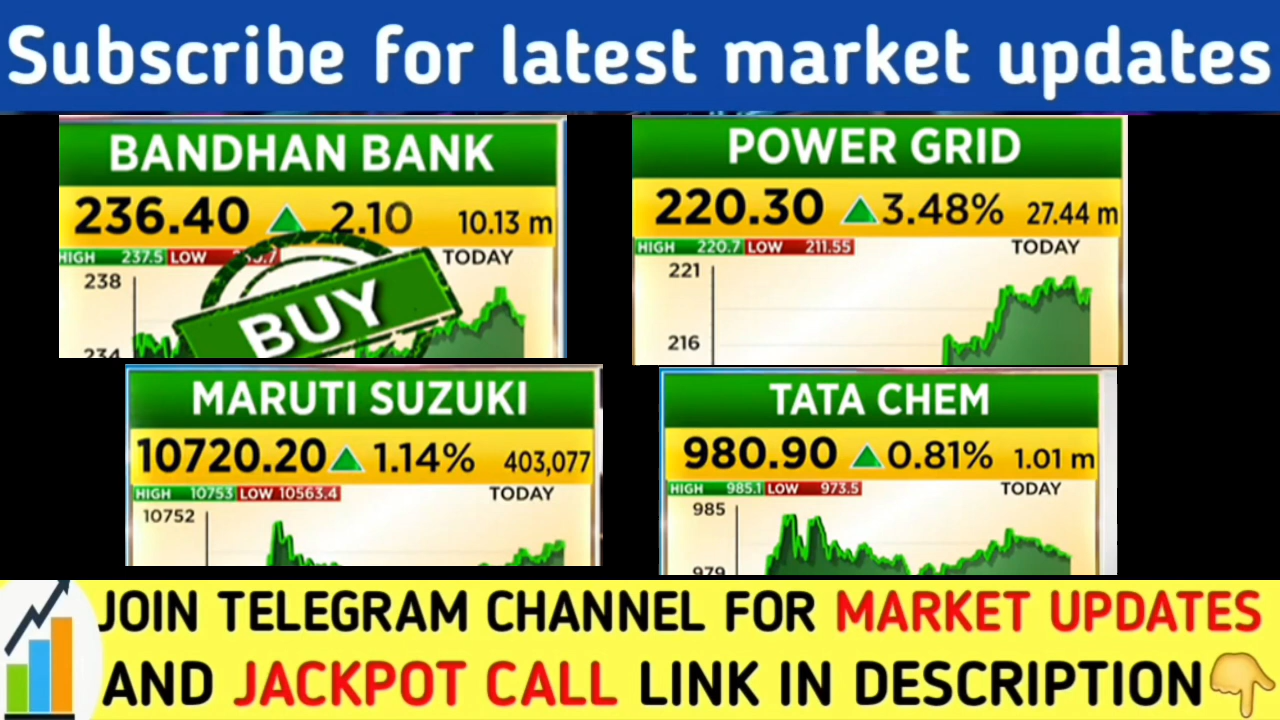 Subscribe for latest market updates
BANDHAN BANK
236.40 ▲ 2.10 10.13 m
HIGH 237.5 LOW
TODAY
238
BUY
234
POWER GRID
220.30 ▲ 3.48% 27.44 m
HIGH 220.7 LOW 211.55
TODAY
221
216
MARUTI SUZUKI
10720.20 ▲ 1.14% 403,077
HIGH 10753 LOW 10563.4
TODAY
10752
TATA CHEM
980.90 ▲ 0.81% 1.01 m
HIGH 985.1 LOW 973.5
TODAY
985
979
JOIN TELEGRAM CHANNEL FOR MARKET UPDATES
AND JACKPOT CALL LINK IN DESCRIPTION👇